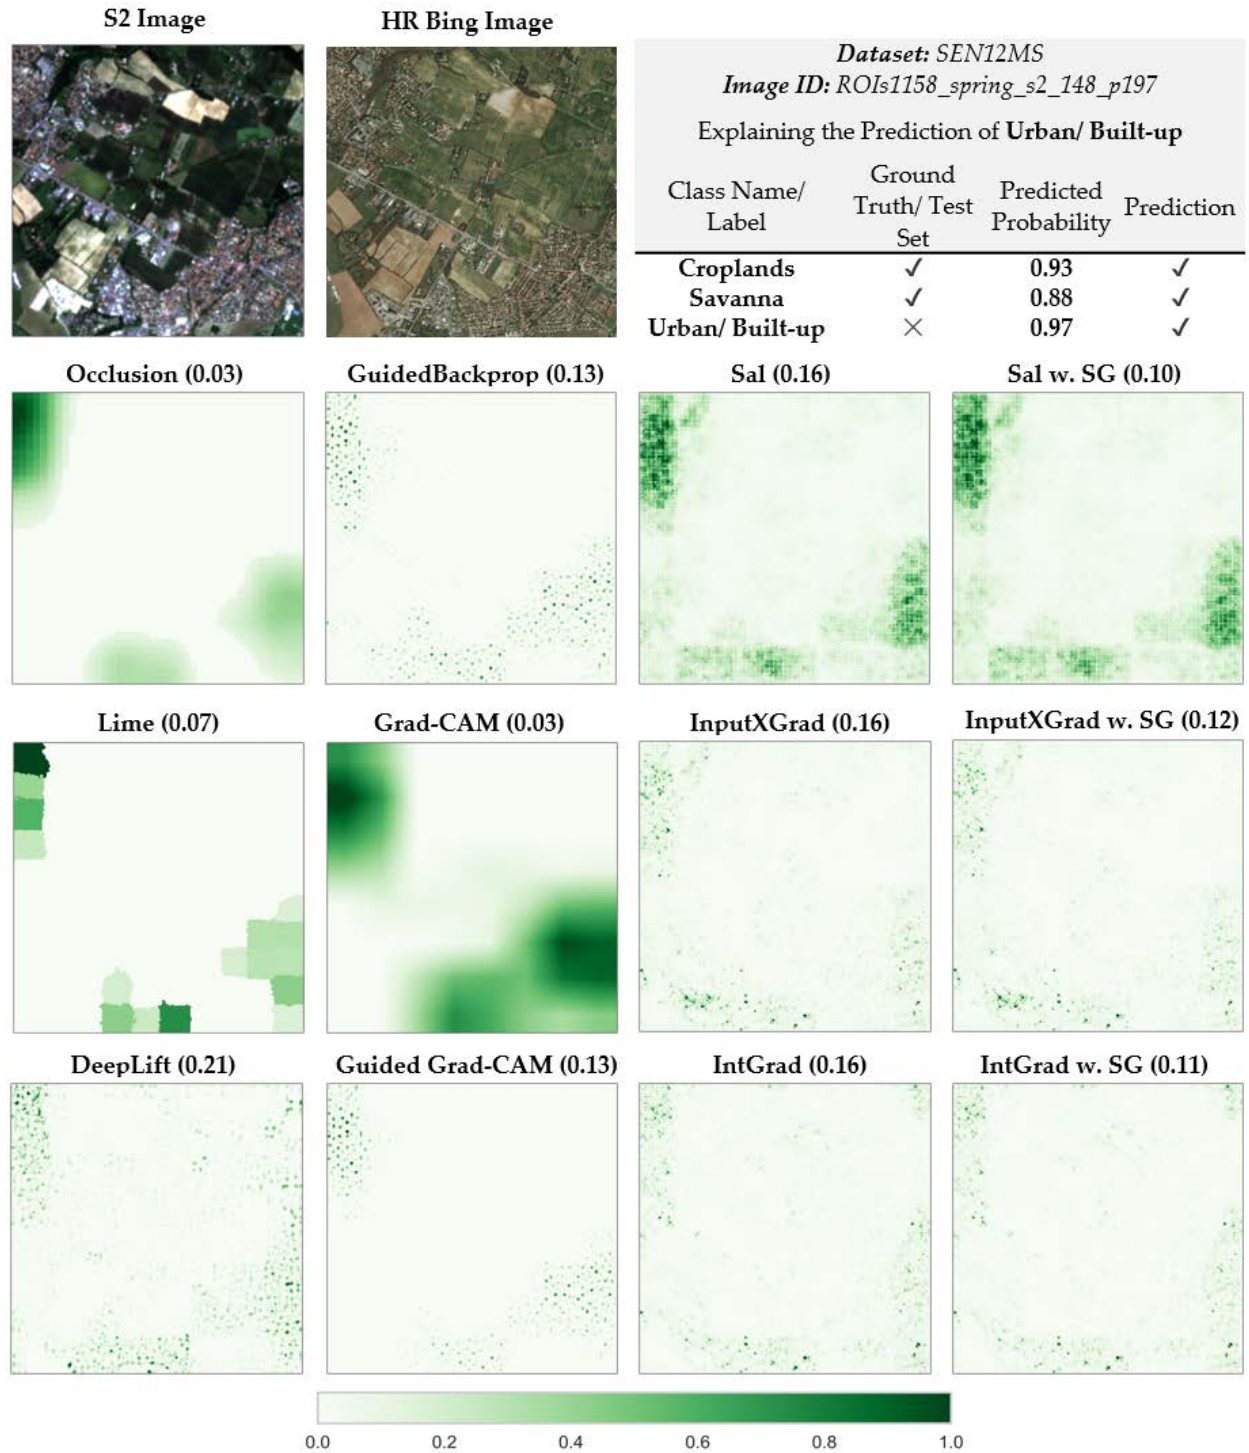 S2 Image
HR Bing Image
Dataset: SEN12MS
Image ID: ROIs1158_spring_s2_148_p197
Explaining the Prediction of Urban/ Built-up
Class Name/ Label Ground Truth/ Test Set Predicted Probability Prediction
Croplands ✓ 0.93 ✓
Savanna ✓ 0.88 ✓
Urban/ Built-up × 0.97 ✓
Occlusion (0.03)
GuidedBackprop (0.13)
Sal (0.16)
Sal w. SG (0.10)
Lime (0.07)
Grad-CAM (0.03)
InputXGrad (0.16)
InputXGrad w. SG (0.12)
DeepLift (0.21)
Guided Grad-CAM (0.13)
IntGrad (0.16)
IntGrad w. SG (0.11)
0.0 0.2 0.4 0.6 0.8 1.0